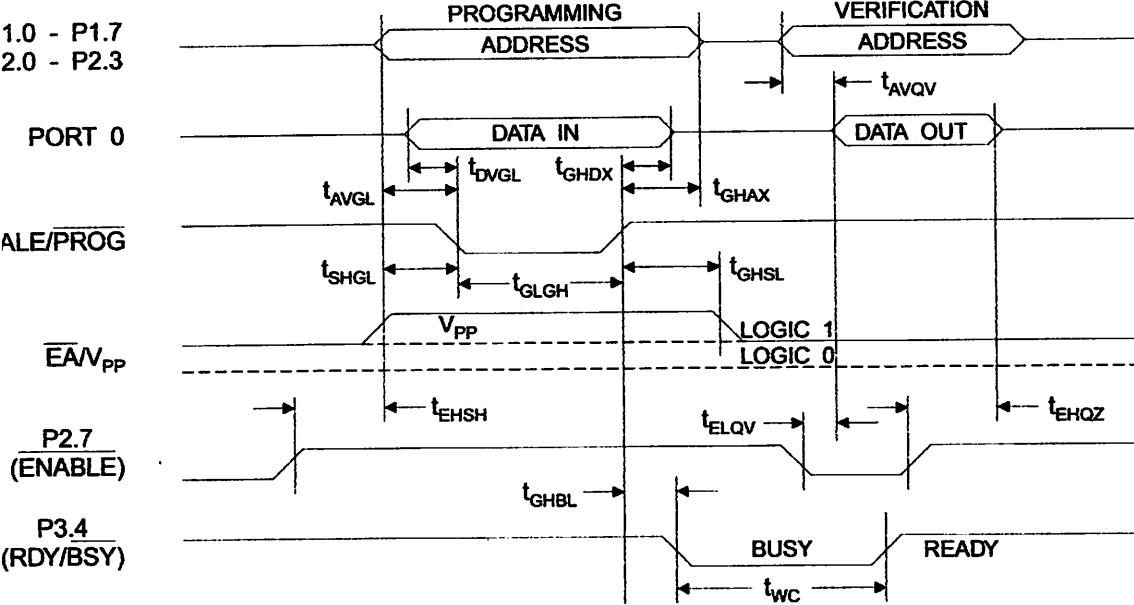 PROGRAMMING
VERIFICATION
1.0 - P1.7
2.0 - P2.3
ADDRESS
ADDRESS
tAVQV
PORT 0
DATA IN
DATA OUT
tDVGL
tGHDX
tAVGL
tGHAX
ALE/PROG
tSHGL
tGLGH
tGHSL
EA/VPP
VPP
LOGIC 1
LOGIC 0
tEHSH
tELQV
tEHQZ
P2.7
(ENABLE)
tGHBL
P3.4
(RDY/BSY)
BUSY
READY
tWC